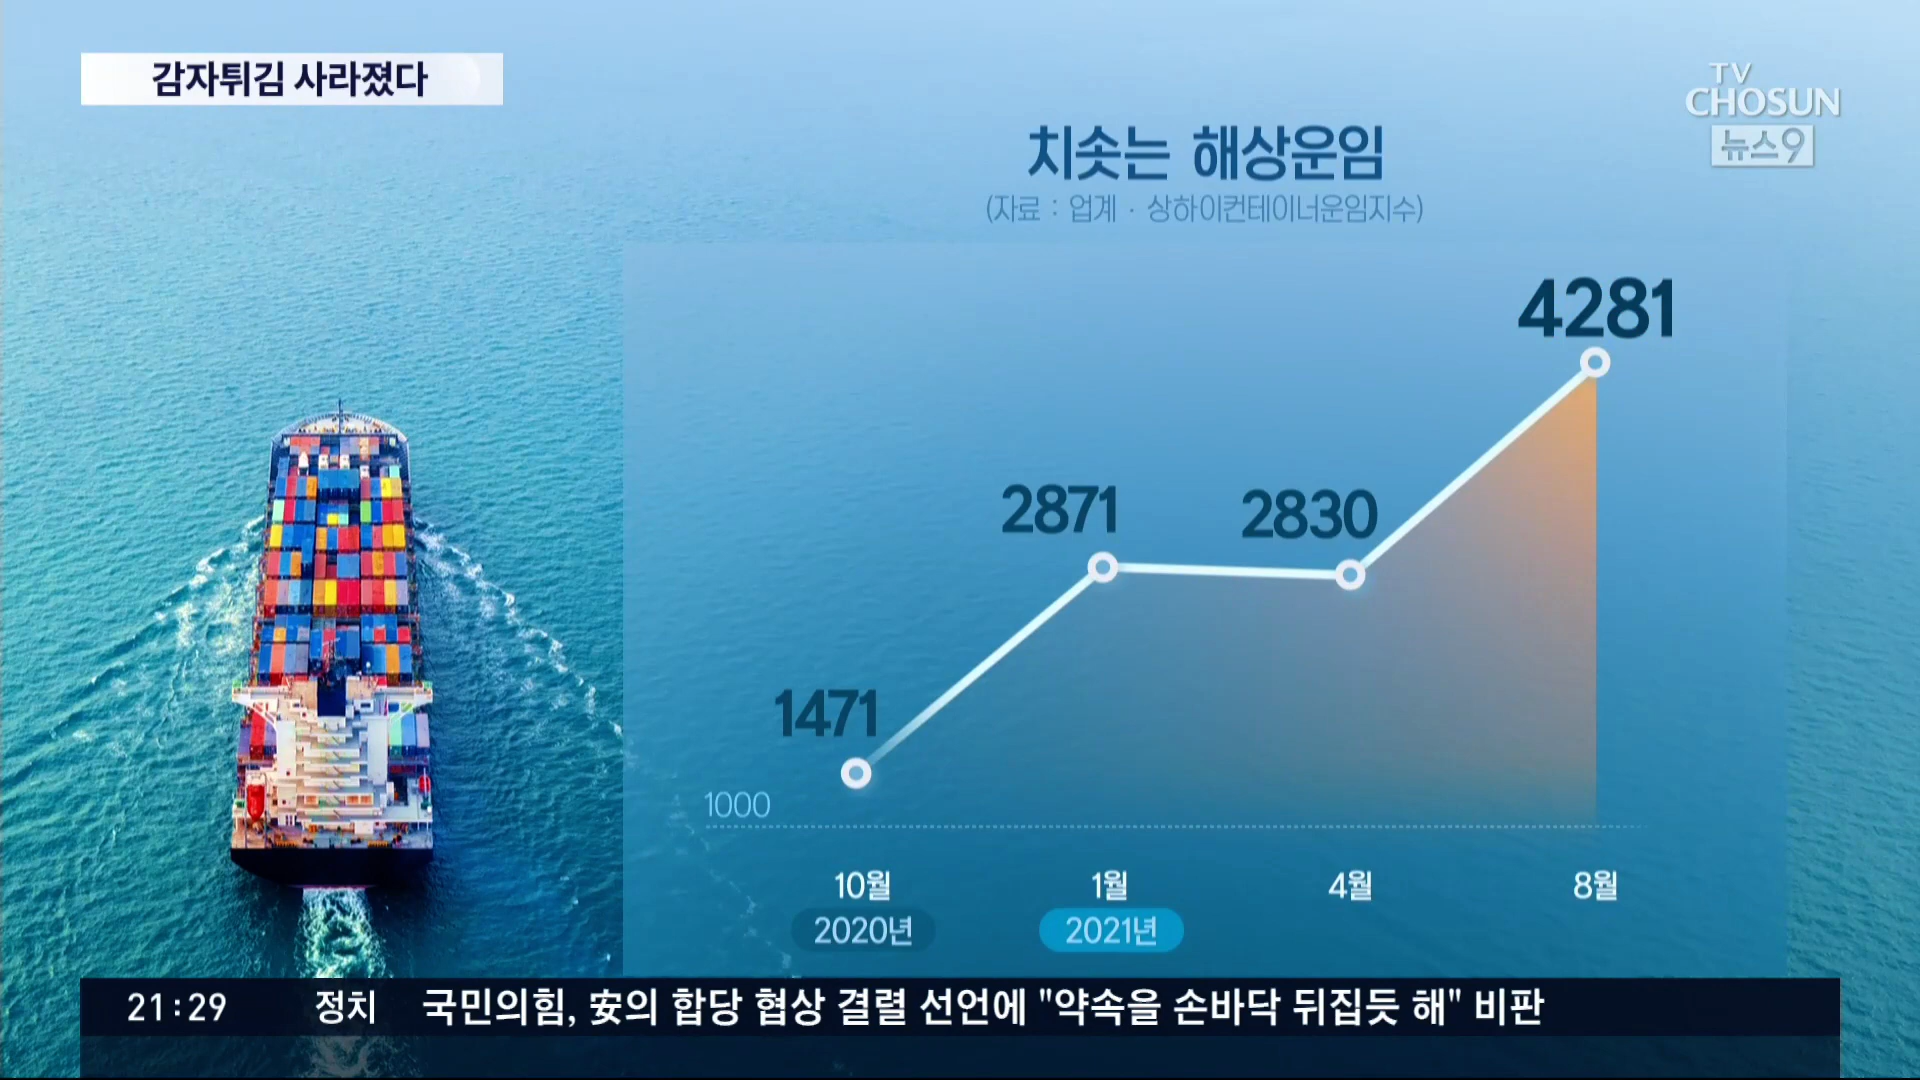 감자튀김 사라졌다
TV
CHOSUN
뉴스9
치솟는 해상운임
(자료 : 업계 · 상하이컨테이너운임지수)
4281
2871
2830
1471
1000
10월
1월
4월
8월
2020년
2021년
21:29 정치 국민의힘, 安의 합당 협상 결렬 선언에 "약속을 손바닥 뒤집듯 해" 비판